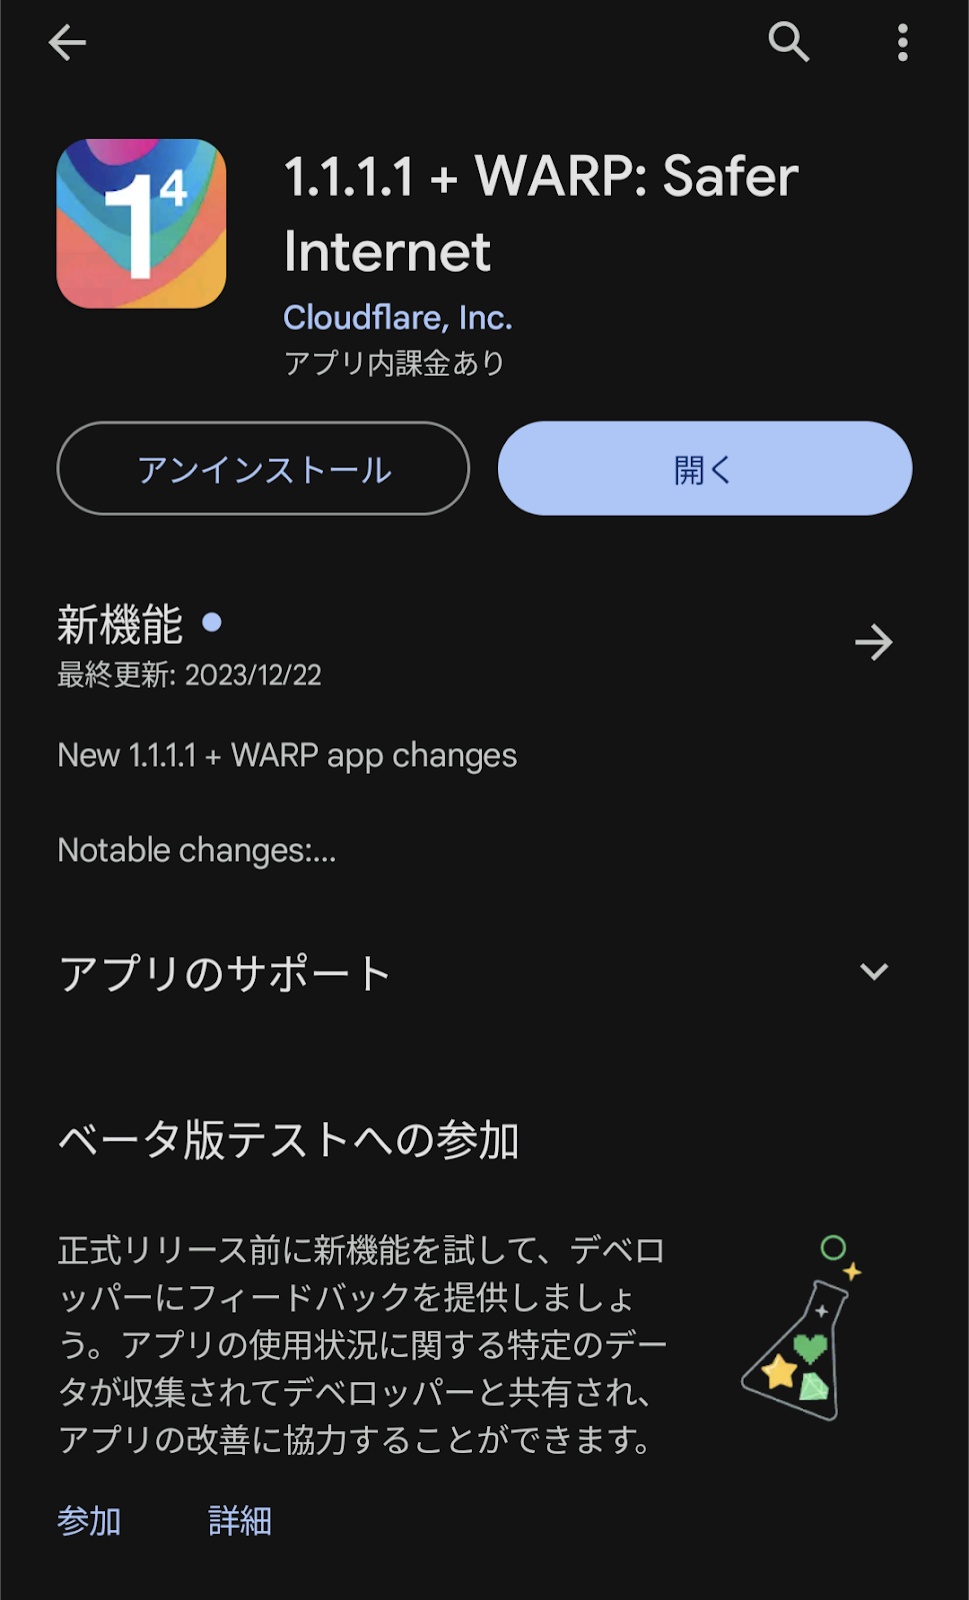 1⁴
1.1.1.1 + WARP: Safer
Internet
Cloudflare, Inc.
アプリ内課金あり
アンインストール
開く
新機能
最終更新: 2023/12/22
New 1.1.1.1 + WARP app changes
Notable changes:...
アプリのサポート
ベータ版テストへの参加
正式リリース前に新機能を試して、デベロ
ッパーにフィードバックを提供しましょ
う。アプリの使用状況に関する特定のデー
タが収集されてデベロッパーと共有され、
アプリの改善に協力することができます。
参加
詳細